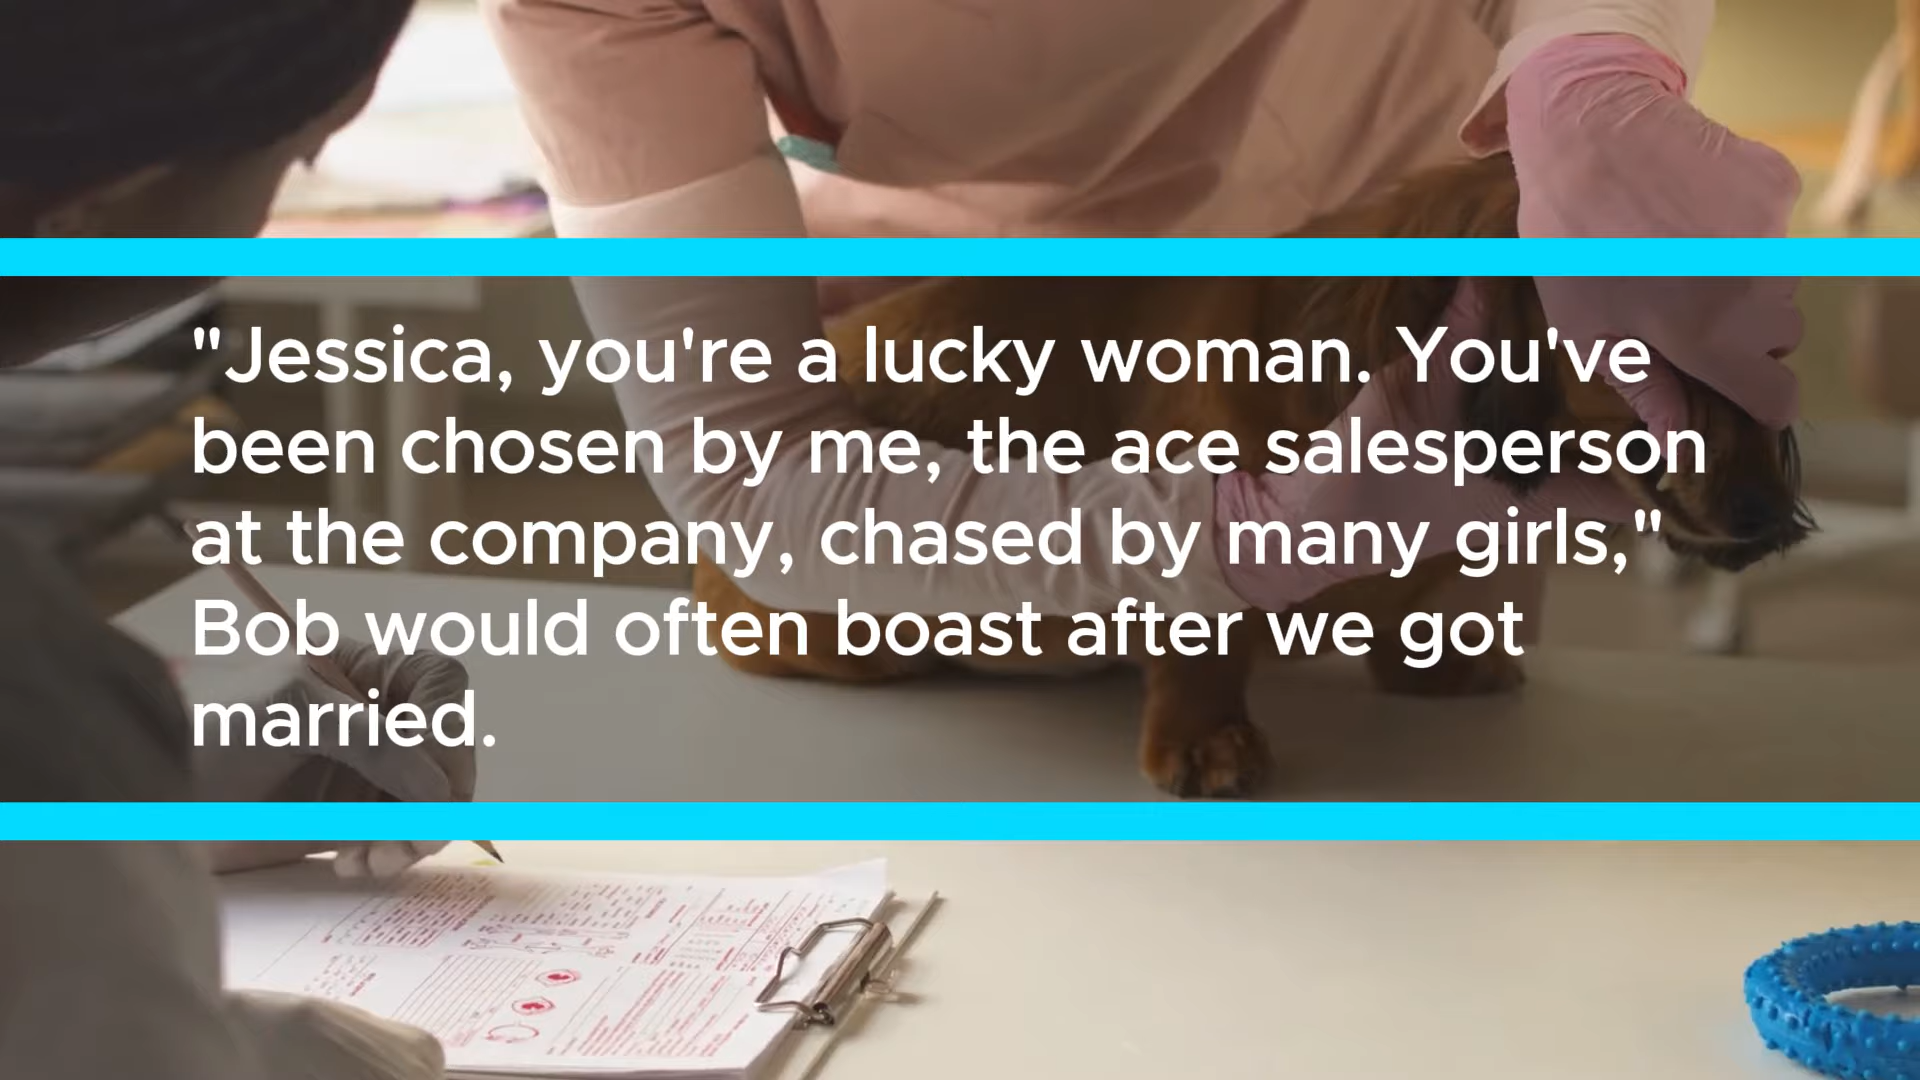 "Jessica, you're a lucky woman. You've
been chosen by me, the ace salesperson
at the company, chased by many girls,"
Bob would often boast after we got
married.